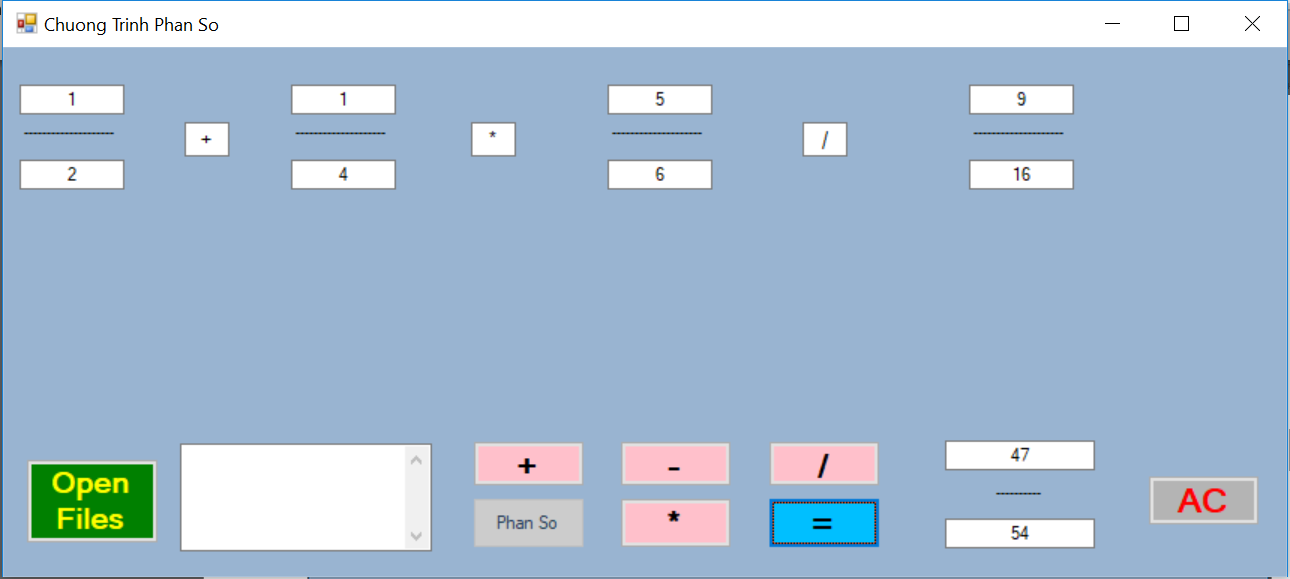 Chuong Trinh Phan So
1 1 5 9
-------------------- -------------------- -------------------- --------------------
+ * /
2 4 6 16
Open
Files
+ - /
Phan So * =
47
----------
54
AC